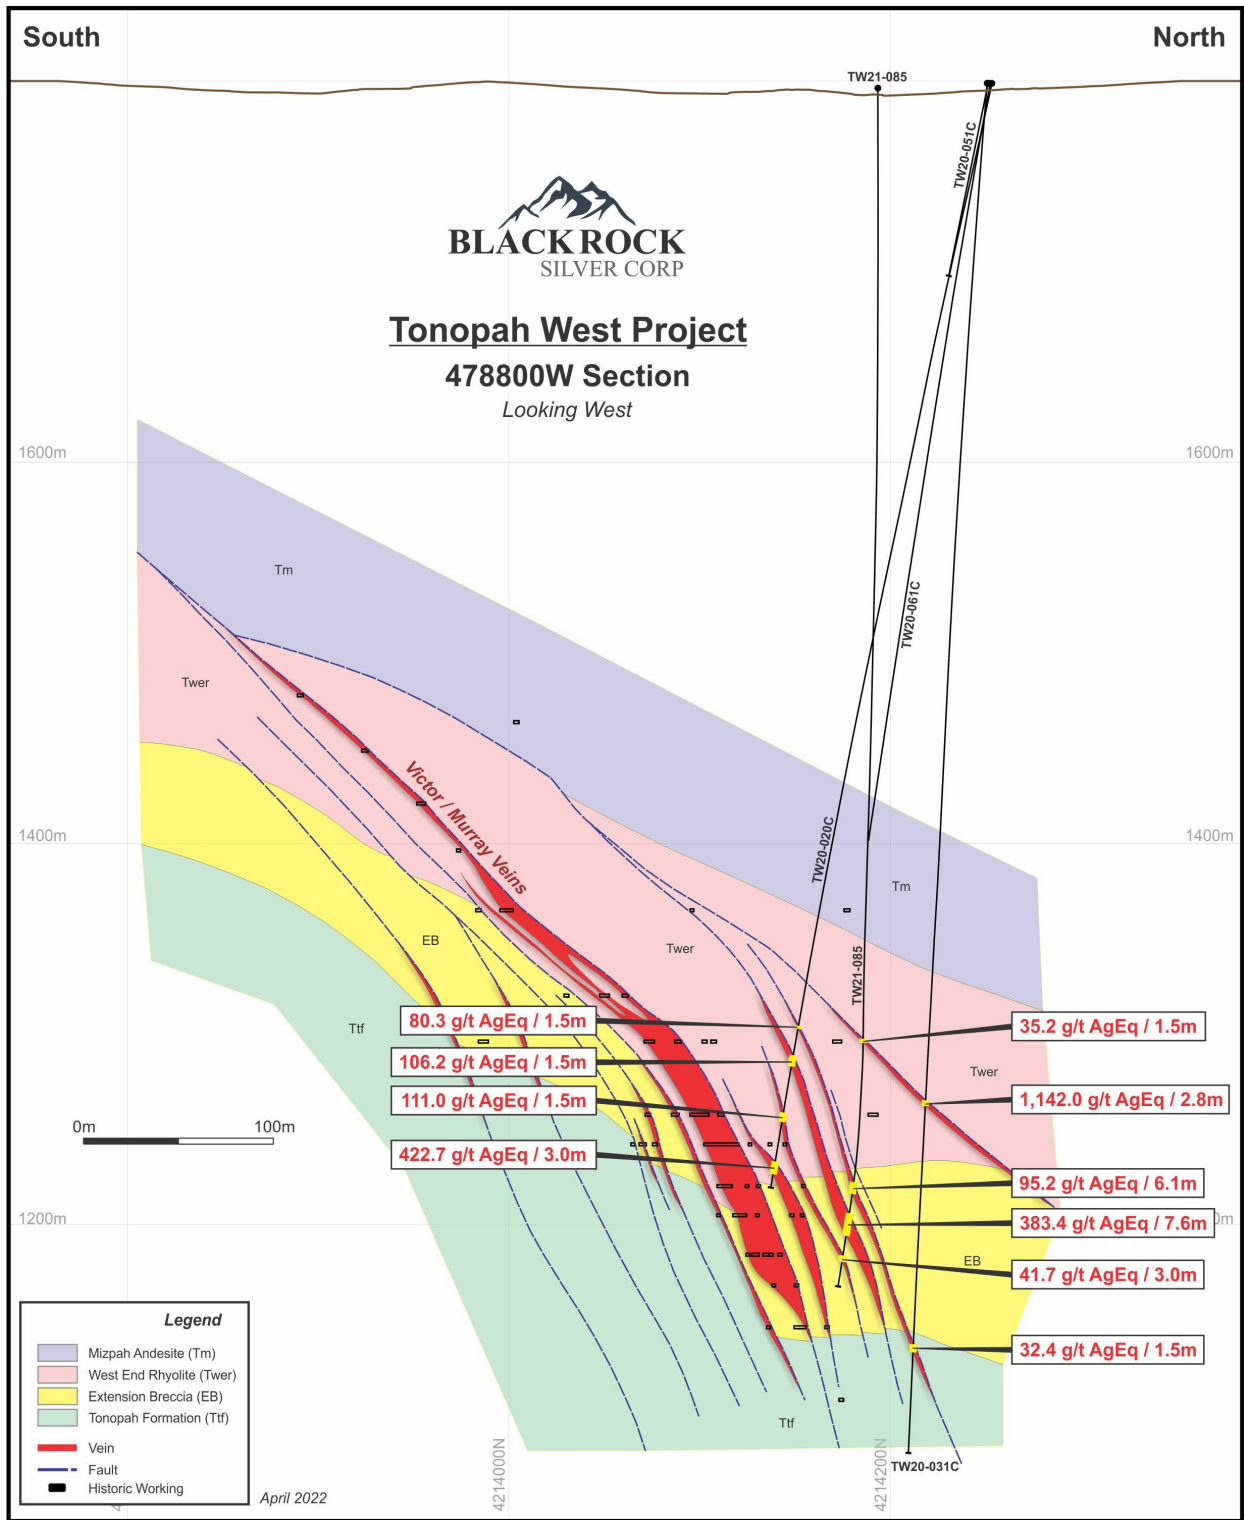 South
North
TW21-085
TW20-051C
BLACKROCK
SILVER CORP
Tonopah West Project
478800W Section
Looking West
1600m
1600m
Tm
TW20-061C
Twer
Victor / Murray Veins
1400m
1400m
TW20-020C
Tm
EB
Twer
TW21-085
Ttf
80.3 g/t AgEq / 1.5m
35.2 g/t AgEq / 1.5m
106.2 g/t AgEq / 1.5m
Twer
111.0 g/t AgEq / 1.5m
1,142.0 g/t AgEq / 2.8m
0m
100m
422.7 g/t AgEq / 3.0m
95.2 g/t AgEq / 6.1m
1200m
383.4 g/t AgEq / 7.6m
0m
EB
41.7 g/t AgEq / 3.0m
32.4 g/t AgEq / 1.5m
Legend
Mizpah Andesite (Tm)
West End Rhyolite (Twer)
Extension Breccia (EB)
Tonopah Formation (Ttf)
Vein
Fault
Historic Working
Ttf
4214000N
4214200N
TW20-031C
April 2022